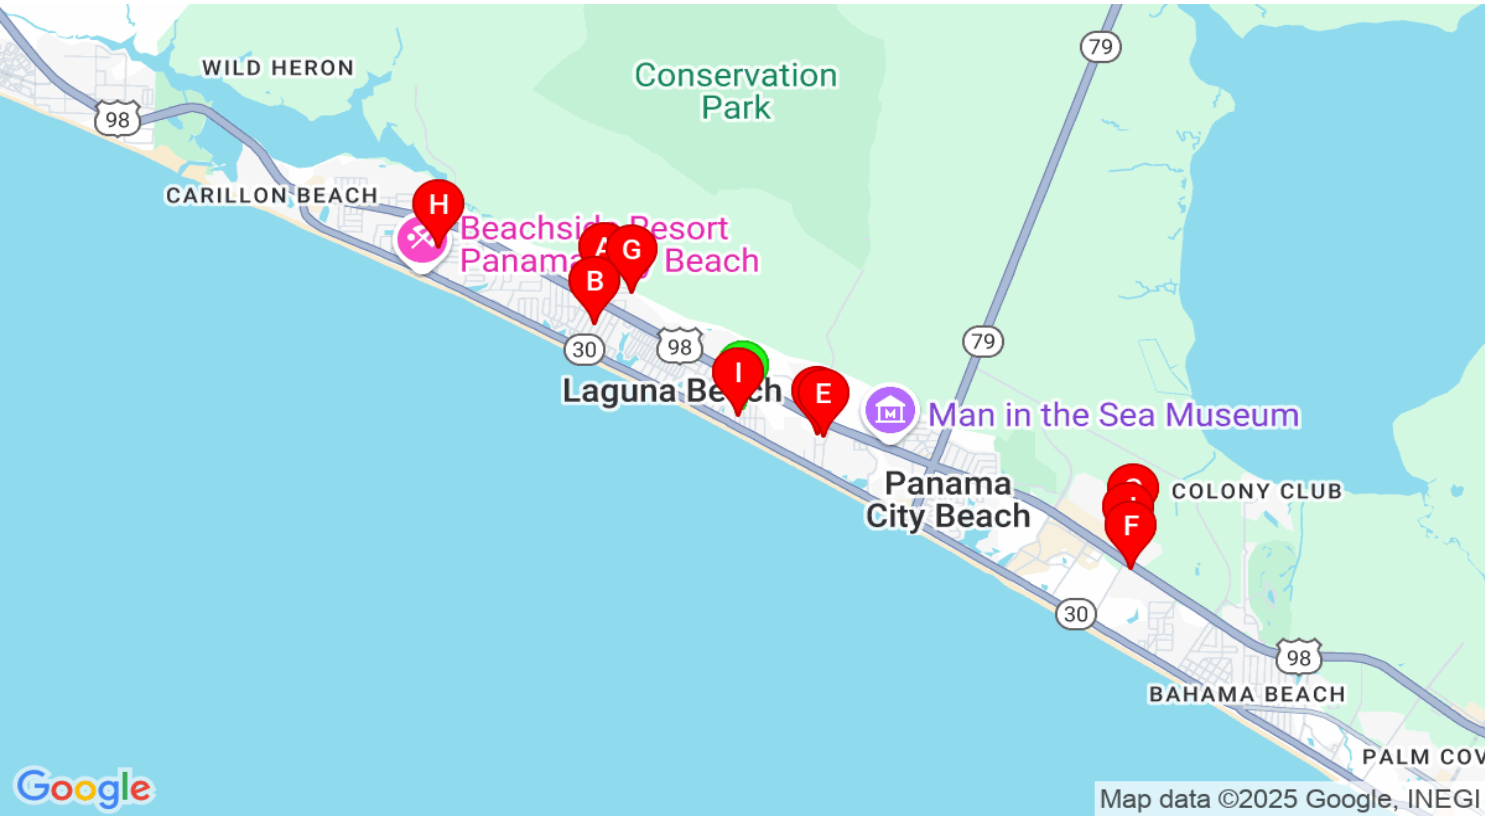 79
WILD HERON
Conservation
Park
98
CARILLON BEACH
H
Beachside Resort
Panama Beach
A
G
B
30
98
79
I
Laguna Beach
E
Man in the Sea Museum
Panama
City Beach
COLONY CLUB
F
30
98
BAHAMA BEACH
PALM COV
Google
Map data ©2025 Google, INEGI